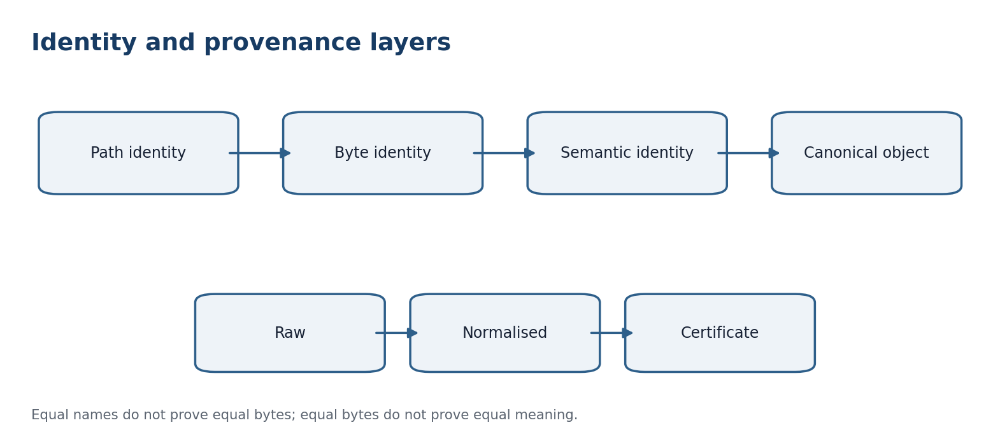 Identity and provenance layers
Path identity
Byte identity
Semantic identity
Canonical object
Raw
Normalised
Certificate
Equal names do not prove equal bytes; equal bytes do not prove equal meaning.